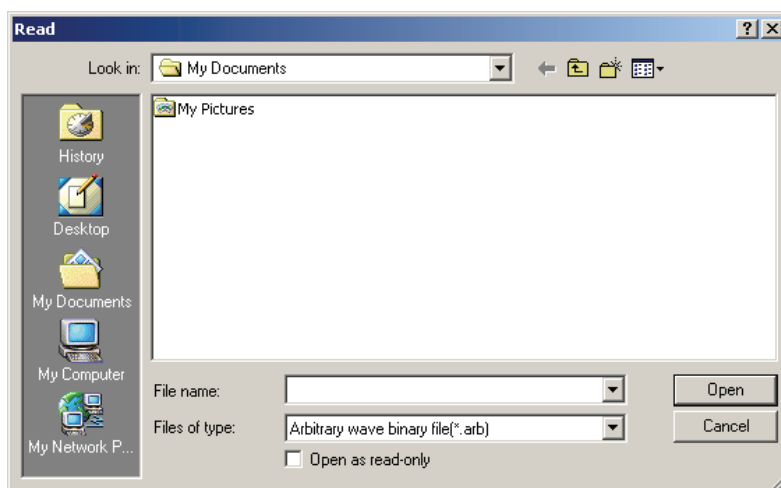 Read
Look in:
My Documents
History
Desktop
My Documents
My Computer
My Network P...
My Pictures
File name:
Open
Files of type:
Arbitrary wave binary file(*.arb)
Cancel
Open as read-only